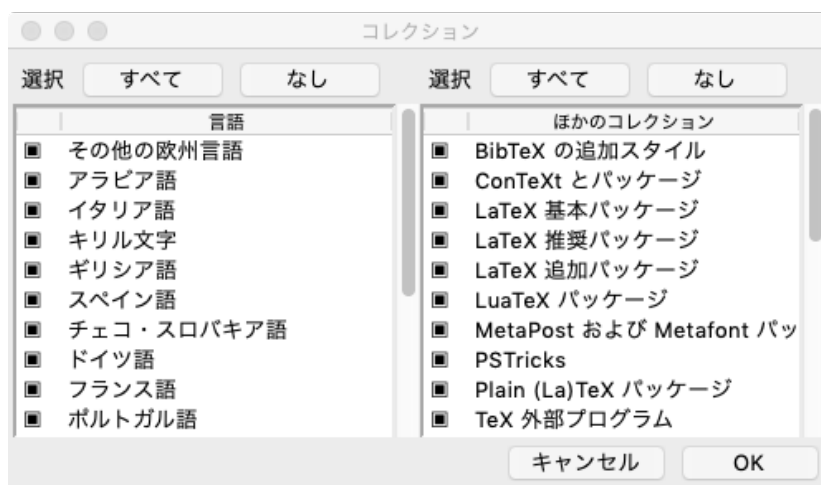 コレクション
選択 すべて なし
選択 すべて なし
言語
その他の欧州言語
アラビア語
イタリア語
キリル文字
ギリシア語
スペイン語
チェコ・スロバキア語
ドイツ語
フランス語
ポルトガル語
ほかのコレクション
BibTeX の追加スタイル
ConTeXt とパッケージ
LaTeX 基本パッケージ
LaTeX 推奨パッケージ
LaTeX 追加パッケージ
LuaTeX パッケージ
MetaPost および Metafont パッ
PSTricks
Plain (La)TeX パッケージ
TeX 外部プログラム
キャンセル OK